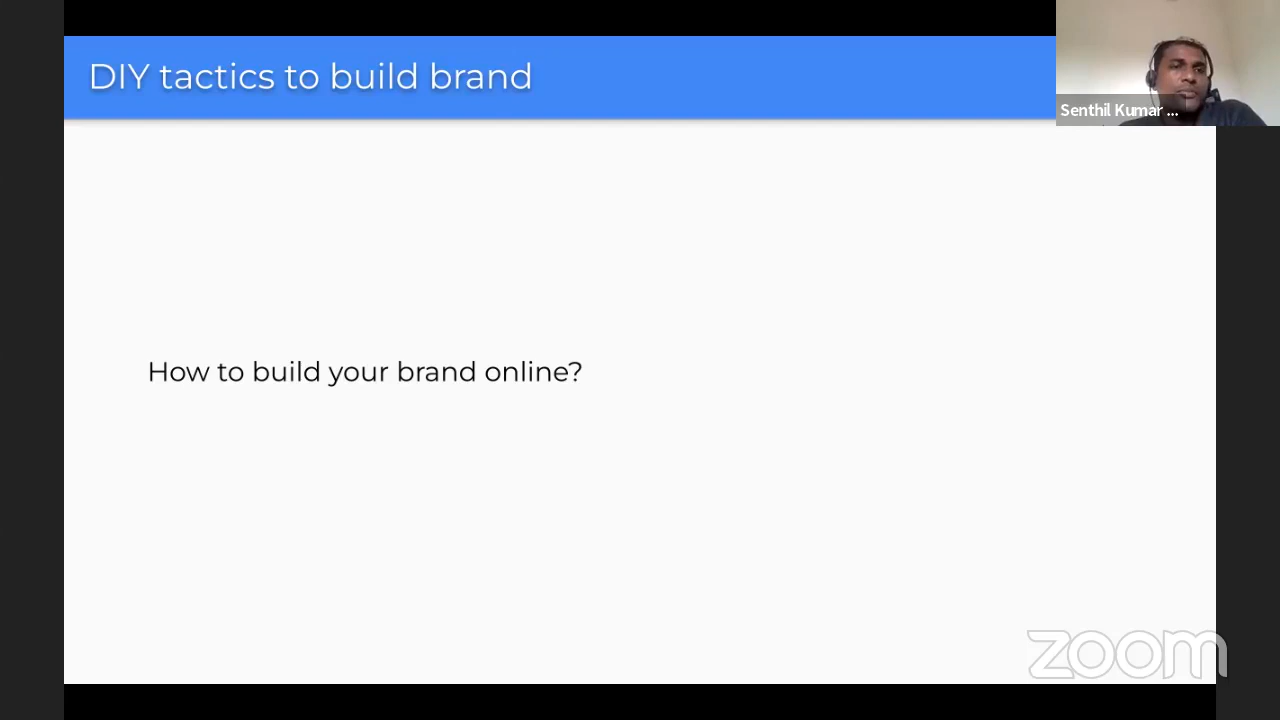 DIY tactics to build brand
Senthil Kumar ...
How to build your brand online?
zoom